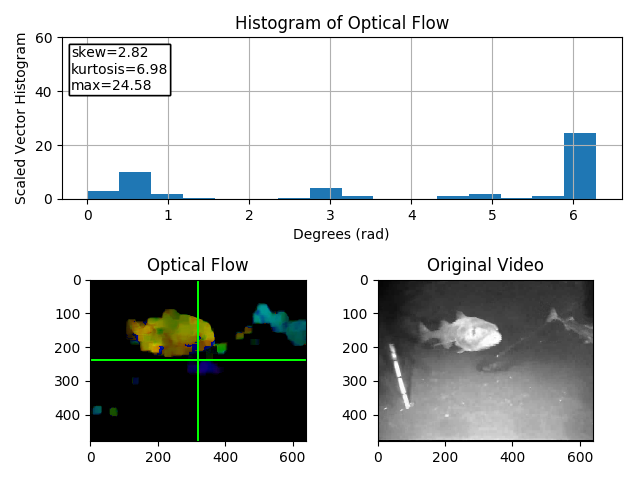 Histogram of Optical Flow
Scaled Vector Histogram
60
40
20
0
skew=2.82
kurtosis=6.98
max=24.58
0 1 2 3 4 5 6
Degrees (rad)
Optical Flow
0
100
200
300
400
0 200 400 600
Original Video
0
100
200
300
400
0 200 400 600